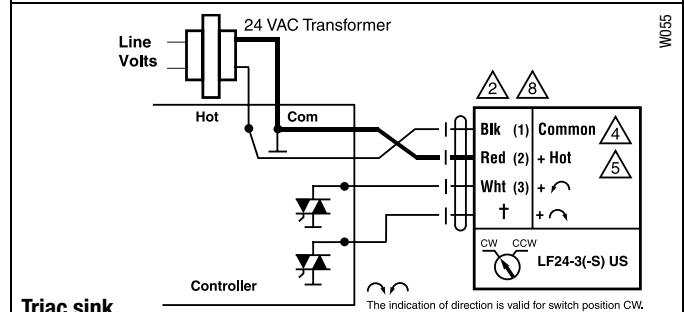 24 VAC Transformer
Line
Volts
W055
Hot
Com
2
8
Blk (1) Common 4
Red (2) + Hot 5
Wht (3) +
† +
CW CCW
LF24-3(-S) US
Controller
Triac sink
The indication of direction is valid for switch position CW.